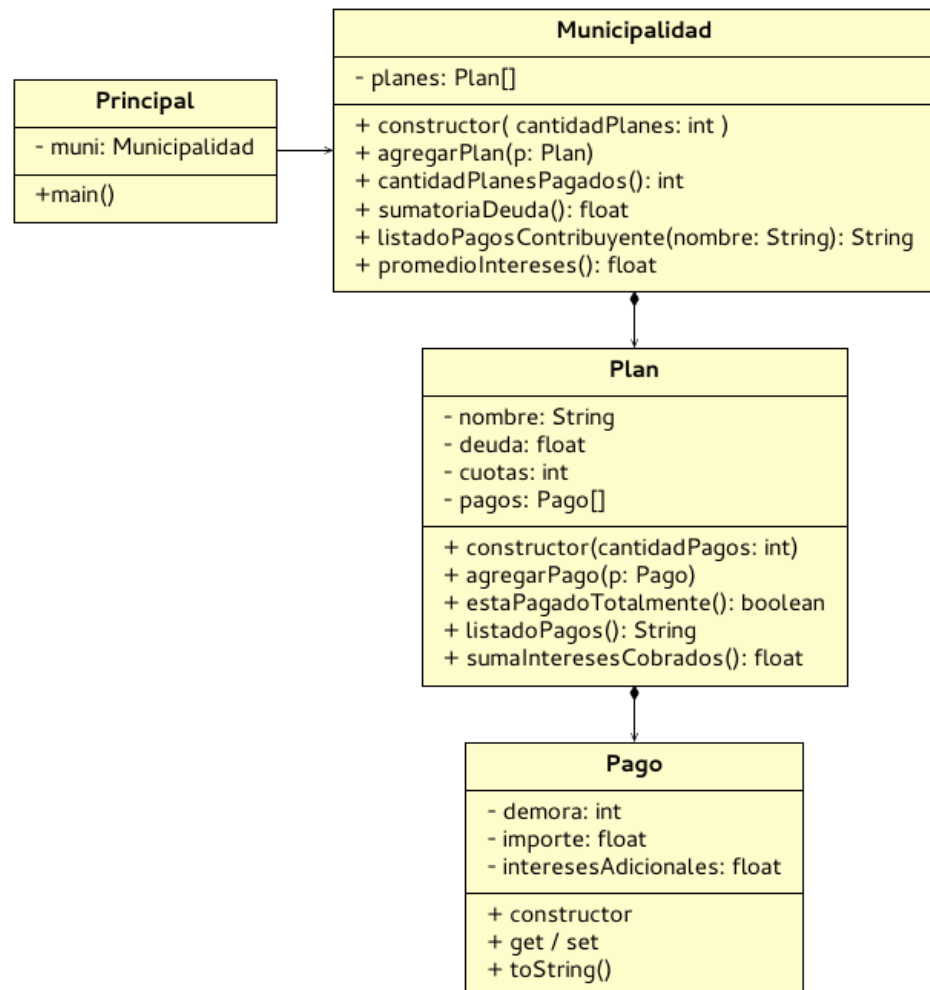 Municipalidad
- planes: Plan[]
+ constructor( cantidadPlanes: int )
+ agregarPlan(p: Plan)
+ cantidadPlanesPagados(): int
+ sumatoriaDeuda(): float
+ listadoPagosContribuyente(nombre: String): String
+ promedioIntereses(): float
Principal
- muni: Municipalidad
+main()
Plan
- nombre: String
- deuda: float
- cuotas: int
- pagos: Pago[]
+ constructor(cantidadPagos: int)
+ agregarPago(p: Pago)
+ estaPagadoTotalmente(): boolean
+ listadoPagos(): String
+ sumaInteresesCobrados(): float
Pago
- demora: int
- importe: float
- interesesAdicionales: float
+ constructor
+ get / set
+ toString()